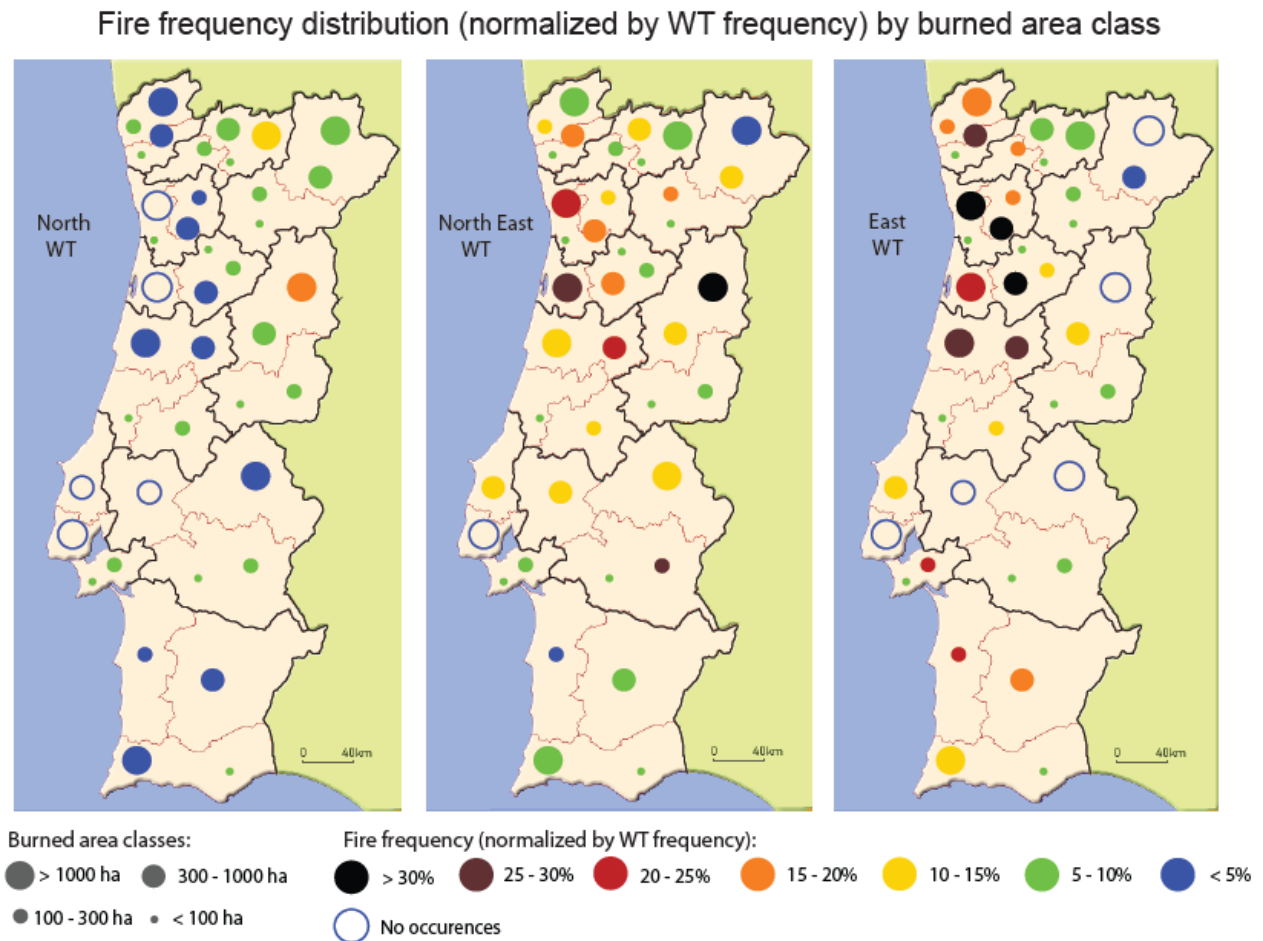 Fire frequency distribution (normalized by WT frequency) by burned area class
North
WT
North East
WT
East
WT
0 40km
0 40km
0 40km
Burned area classes:
> 1000 ha
300 - 1000 ha
100 - 300 ha
< 100 ha
Fire frequency (normalized by WT frequency):
> 30%
25 - 30%
20 - 25%
15 - 20%
10 - 15%
5 - 10%
< 5%
No occurences